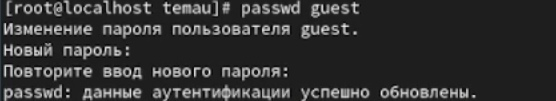 [root@localhost temau]# passwd guest
Изменение пароля пользователя guest.
Новый пароль:
Повторите ввод нового пароля:
passwd: данные аутентификации успешно обновлены.